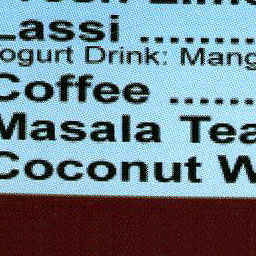 Lassi ........
ogurt Drink: Mang
Coffee ......
Masala Tea
Coconut W